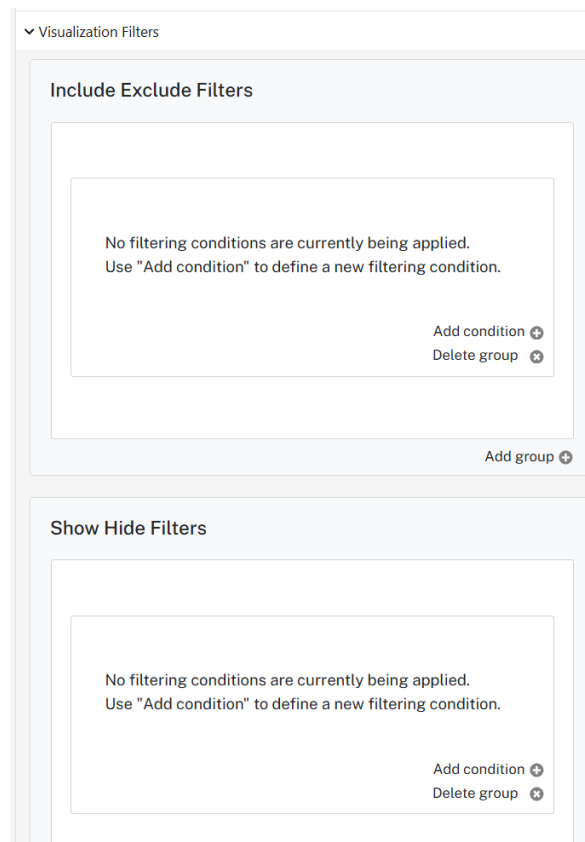 Visualization Filters
Include Exclude Filters
No filtering conditions are currently being applied.
Use "Add condition" to define a new filtering condition.
Add condition
Delete group
Add group
Show Hide Filters
No filtering conditions are currently being applied.
Use "Add condition" to define a new filtering condition.
Add condition
Delete group